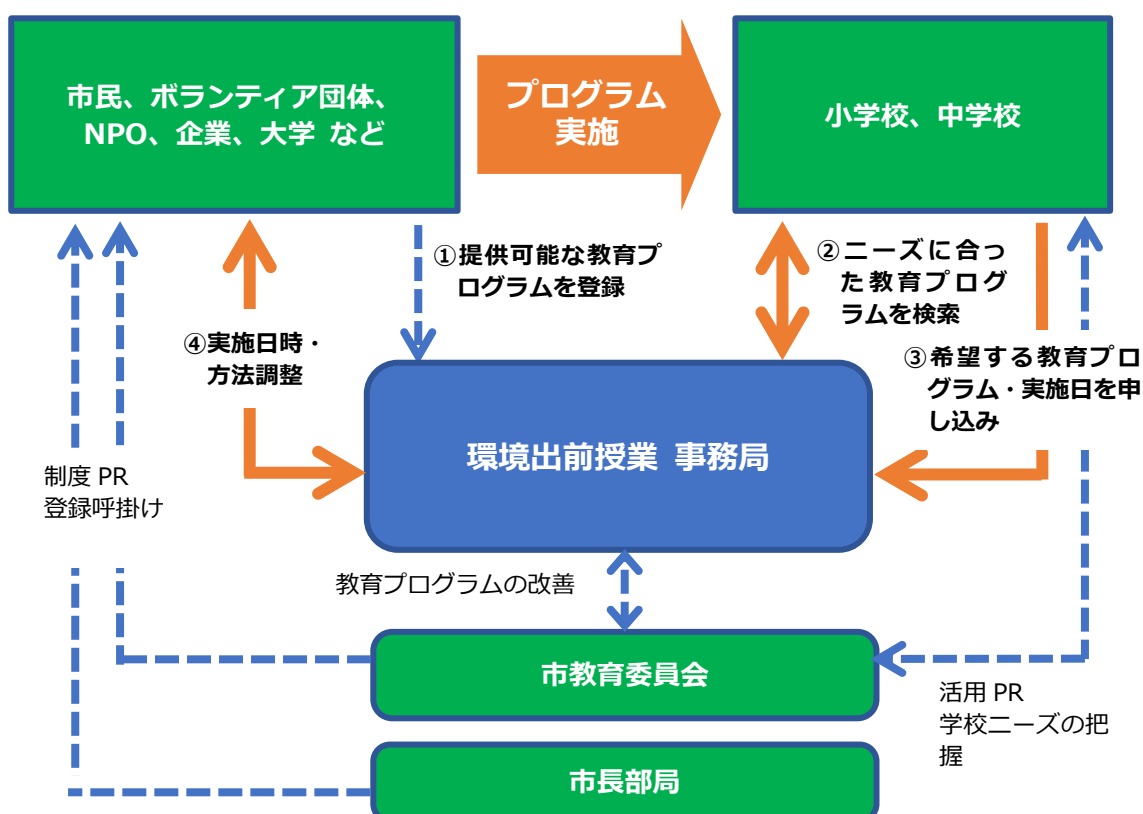 市民、ボランティア団体、
NPO、企業、大学 など
プログラム
実施
小学校、中学校
①提供可能な教育プ
ログラムを登録
②ニーズに合っ
た教育プログ
ラムを検索
④実施日時・
方法調整
③希望する教育プロ
グラム・実施日を申
し込み
環境出前授業 事務局
制度 PR
登録呼掛け
教育プログラムの改善
市教育委員会
活用 PR
学校ニーズの把
握
市長部局